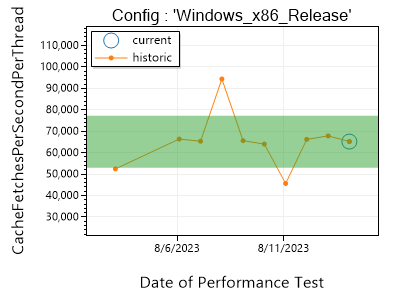 Config : 'Windows_x86_Release'
CacheFetchesPerSecondPerThread
110,000
100,000
90,000
80,000
70,000
60,000
50,000
40,000
30,000
current
historic
8/6/2023
8/11/2023
Date of Performance Test